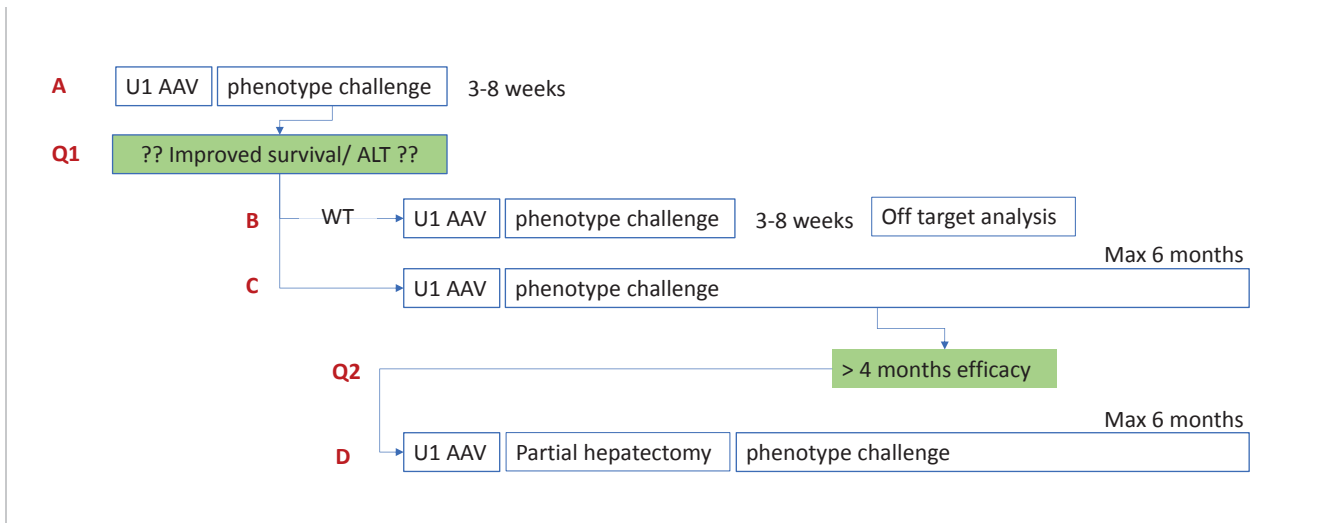 A U1 AAV phenotype challenge 3-8 weeks
Q1 ?? Improved survival/ ALT ??
B WT U1 AAV phenotype challenge 3-8 weeks Off target analysis
Max 6 months
C U1 AAV phenotype challenge
Q2 > 4 months efficacy
Max 6 months
D U1 AAV Partial hepatectomy phenotype challenge